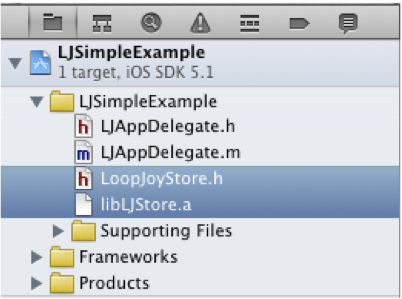 LJSimpleExample
1 target, iOS SDK 5.1
LJSimpleExample
h LJAppDelegate.h
m LJAppDelegate.m
h LoopJoyStore.h
libLJStore.a
Supporting Files
Frameworks
Products